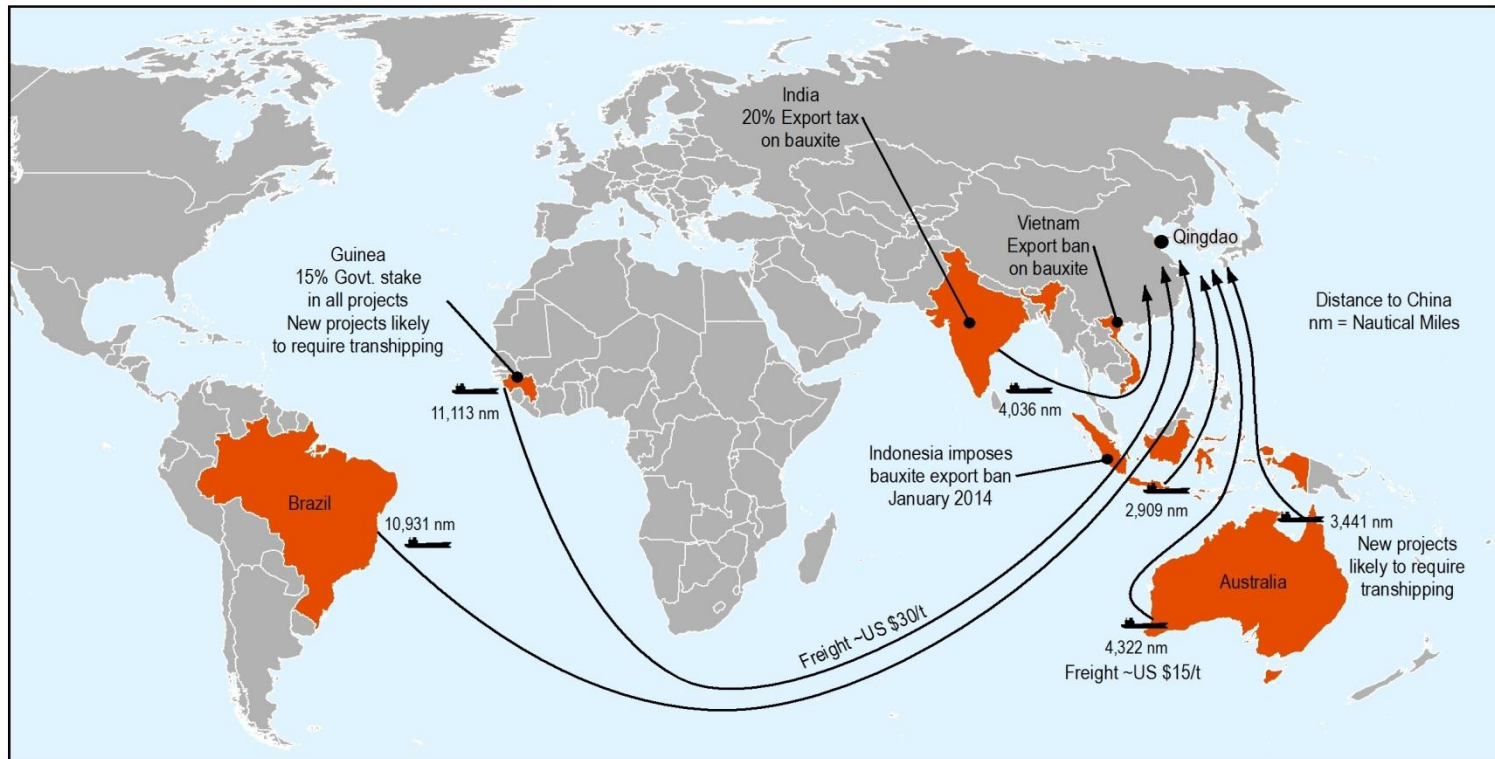 India
20% Export tax
on bauxite
Vietnam
Export ban
on bauxite
Qingdao
Guinea
15% Govt. stake
in all projects
New projects likely
to require transhipping
Distance to China
nm = Nautical Miles
11,113 nm
4,036 nm
Indonesia imposes
bauxite export ban
January 2014
2,909 nm
Brazil
10,931 nm
3,441 nm
New projects
likely to require
transhipping
Australia
Freight ~US $30/t
4,322 nm
Freight ~US $15/t